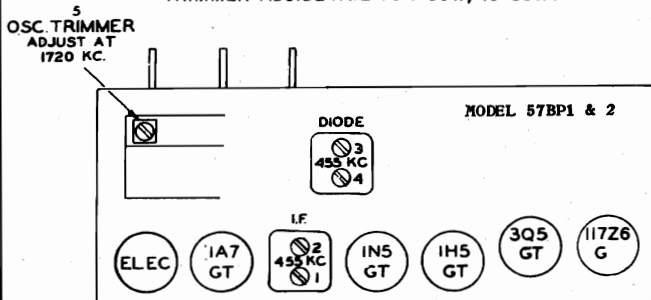 5
OSC. TRIMMER
ADJUST AT
1720 KC.
MODEL 57BP1 & 2
DIODE
3
455 KC
4
I.F.
2
455 KC
1
ELEC
1A7
GT
1N5
GT
1H5
GT
3Q5
GT
117Z6
G